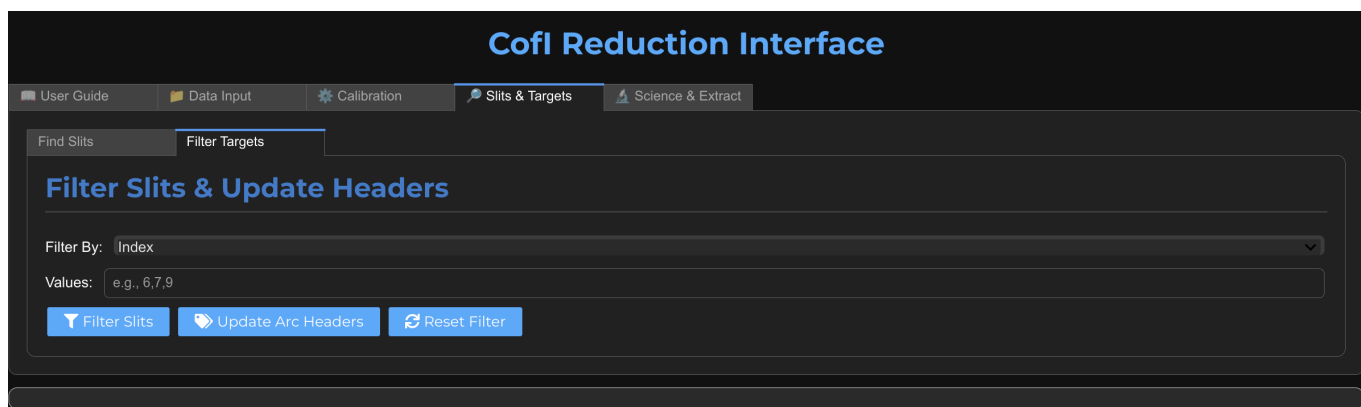 CofI Reduction Interface
User Guide Data Input Calibration Slits & Targets Science & Extract
Find Slits Filter Targets
Filter Slits & Update Headers
Filter By: Index
Values: e.g., 6,7,9
Filter Slits Update Arc Headers Reset Filter